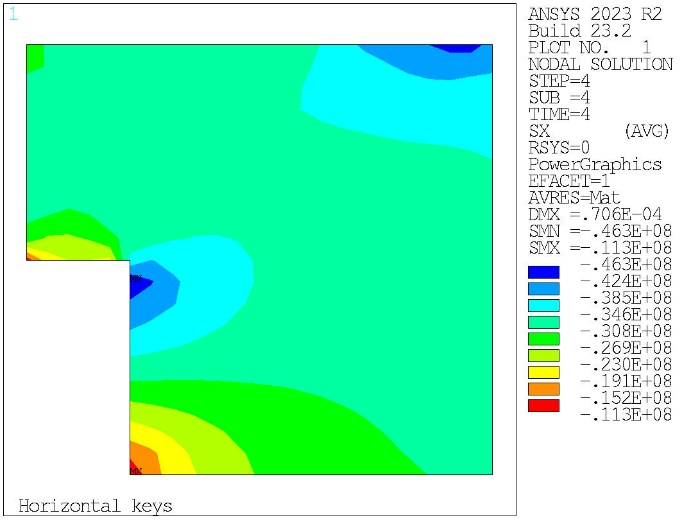 1
ANSYS 2023 R2
Build 23.2
PLOT NO. 1
NODAL SOLUTION
STEP=4
SUB =4
TIME=4
SX (AVG)
RSYS=0
PowerGraphics
EFACET=1
AVRES=Mat
DMX =.706E-04
SMN =-.463E+08
SMX =-.113E+08
-.463E+08
-.424E+08
-.385E+08
-.346E+08
-.308E+08
-.269E+08
-.230E+08
-.191E+08
-.152E+08
-.113E+08
MX
Horizontal keys